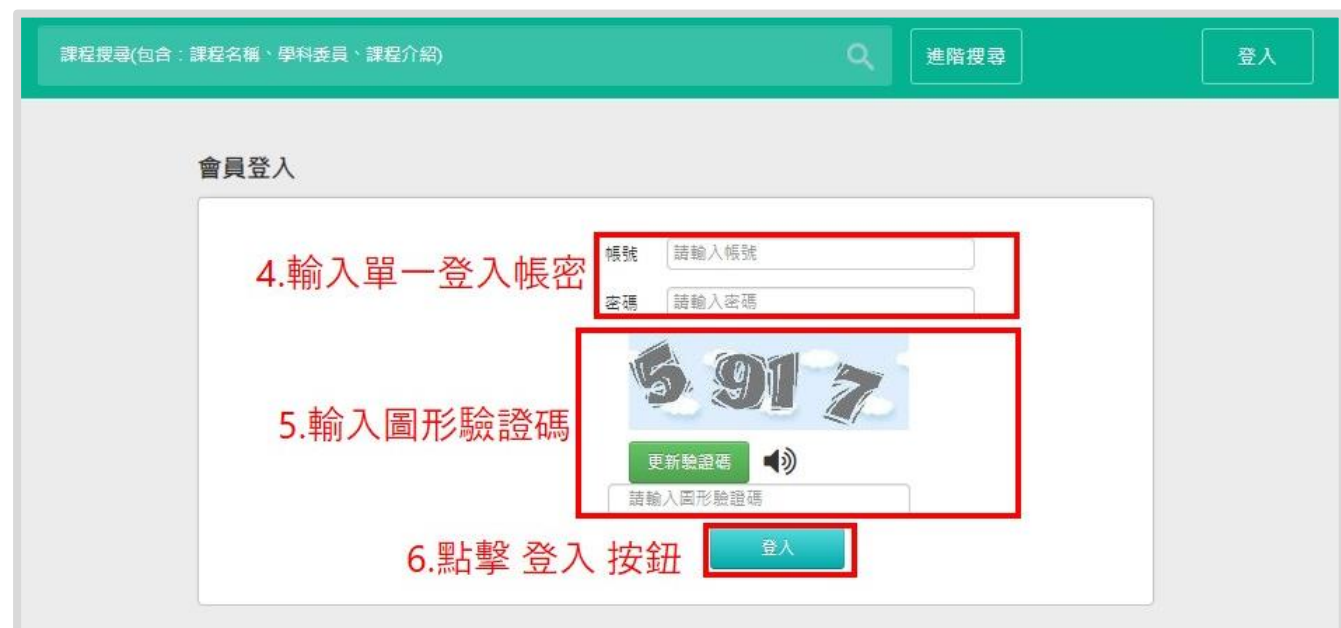 課程搜尋(包含：課程名稱、學科委員、課程介紹)
進階搜尋
登入
會員登入
4.輸入單一登入帳密
帳號
請輸入帳號
密碼
請輸入密碼
5917
5.輸入圖形驗證碼
更新驗證碼
請輸入圖形驗證碼
6.點擊 登入 按鈕
登入